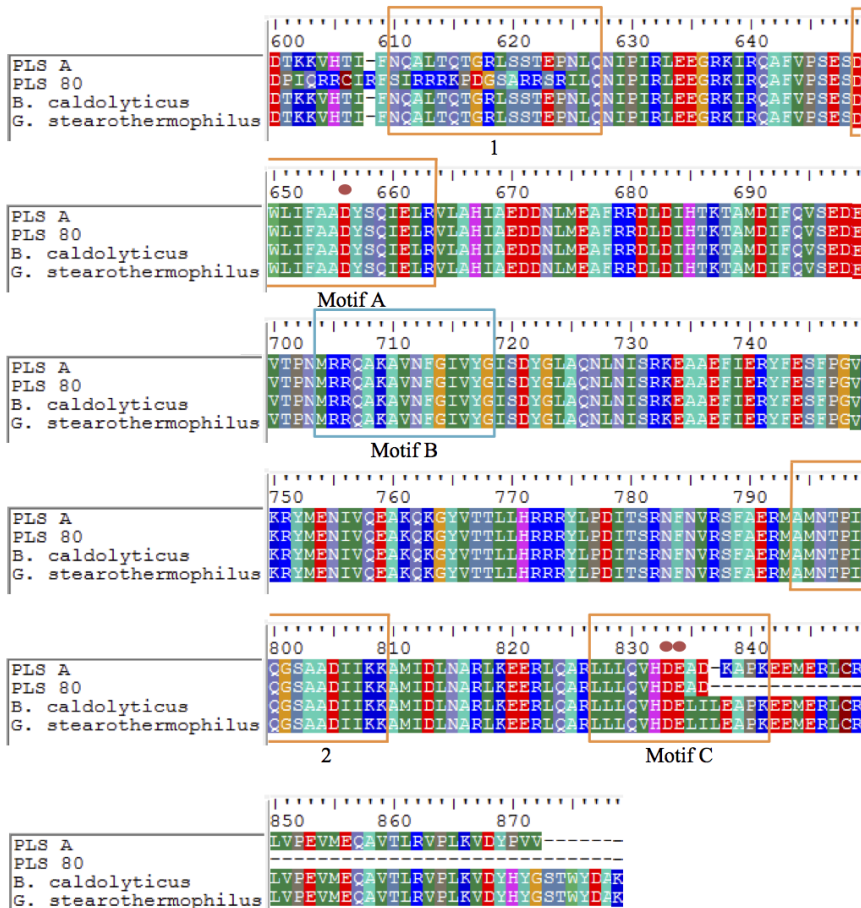 600 610 620 630 640
PLS A DTKKVHTI-FNQALTQTGRLSSTEPNLQNIPIRLEEGRKIRQAFVPSESD
PLS 80 DPIQRRCIRFSIRRRKPDGSARRSRILQNIPIRLEEGRKIRQAFVPSESD
B. caldolyticus DTKKVHTI-FNQALTQTGRLSSTEPNLQNIPIRLEEGRKIRQAFVPSESD
G. stearothermophilus DTKKVHTI-FNQALTQTGRLSSTEPNLQNIPIRLEEGRKIRQAFVPSESD
1
650 660 670 680 690
PLS A WLIFAADYSQIELRVLAHIAEDDNLMEAFRRDLDIHTKTAMDIFQVSEDE
PLS 80 WLIFAADYSQIELRVLAHIAEDDNLMEAFRRDLDIHTKTAMDIFQVSEDE
B. caldolyticus WLIFAADYSQIELRVLAHIAEDDNLMEAFRRDLDIHTKTAMDIFQVSEDE
G. stearothermophilus WLIFAADYSQIELRVLAHIAEDDNLMEAFRRDLDIHTKTAMDIFQVSEDE
Motif A
700 710 720 730 740
PLS A VTPNMRRQAKAVNFGIVYGISDYGLAQNLNISRKEAAEFIERYFESFPGV
PLS 80 VTPNMRRQAKAVNFGIVYGISDYGLAQNLNISRKEAAEFIERYFESFPGV
B. caldolyticus VTPNMRRQAKAVNFGIVYGISDYGLAQNLNISRKEAAEFIERYFESFPGV
G. stearothermophilus VTPNMRRQAKAVNFGIVYGISDYGLAQNLNISRKEAAEFIERYFESFPGV
Motif B
750 760 770 780 790
PLS A KRYMENIVQEAKQKGYVTTLLHRRRYLPDITSRNFNVRSFAERMAMNTPI
PLS 80 KRYMENIVQEAKQKGYVTTLLHRRRYLPDITSRNFNVRSFAERMAMNTPI
B. caldolyticus KRYMENIVQEAKQKGYVTTLLHRRRYLPDITSRNFNVRSFAERMAMNTPI
G. stearothermophilus KRYMENIVQEAKQKGYVTTLLHRRRYLPDITSRNFNVRSFAERMAMNTPI
800 810 820 830 840
PLS A QGSAADIIKKAMIDLNARLKEERLQARLLLQVHDEAD-KAPKEEMERLCR
PLS 80 QGSAADIIKKAMIDLNARLKEERLQARLLLQVHDEAD-------------
B. caldolyticus QGSAADIIKKAMIDLNARLKEERLQARLLLQVHDELILEAPKEEMERLCR
G. stearothermophilus QGSAADIIKKAMIDLNARLKEERLQARLLLQVHDELILEAPKEEMERLCR
2 Motif C
850 860 870
PLS A LVPEVMEQAVTLRVPLKVDYPVV-------
PLS 80 ------------------------------
B. caldolyticus LVPEVMEQAVTLRVPLKVDYHYGSTWYDAK
G. stearothermophilus LVPEVMEQAVTLRVPLKVDYHYGSTWYDAK